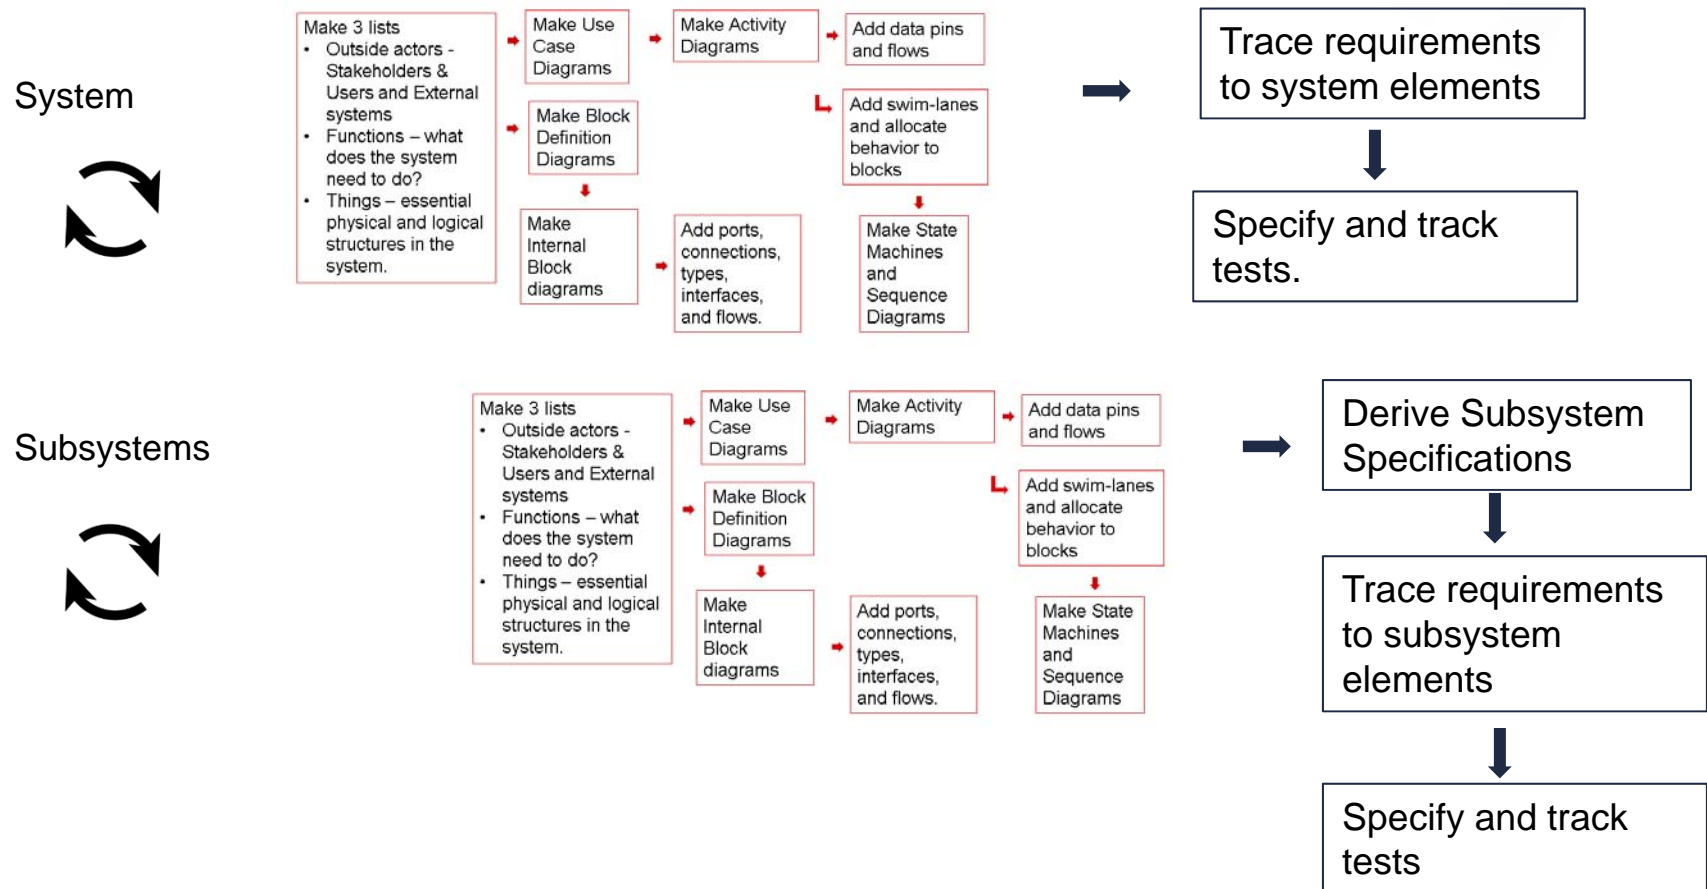 System
Make 3 lists
• Outside actors -
Stakeholders &
Users and External
systems
• Functions – what
does the system
need to do?
• Things – essential
physical and logical
structures in the
system.
Make Use
Case
Diagrams
Make Activity
Diagrams
Add data pins
and flows
Make Block
Definition
Diagrams
Add swim-lanes
and allocate
behavior to
blocks
Make
Internal
Block
diagrams
Add ports,
connections,
types,
interfaces,
and flows.
Make State
Machines
and
Sequence
Diagrams
Trace requirements
to system elements
Specify and track
tests.
Subsystems
Make 3 lists
• Outside actors -
Stakeholders &
Users and External
systems
• Functions – what
does the system
need to do?
• Things – essential
physical and logical
structures in the
system.
Make Use
Case
Diagrams
Make Activity
Diagrams
Add data pins
and flows
Make Block
Definition
Diagrams
Add swim-lanes
and allocate
behavior to
blocks
Make
Internal
Block
diagrams
Add ports,
connections,
types,
interfaces,
and flows.
Make State
Machines
and
Sequence
Diagrams
Derive Subsystem
Specifications
Trace requirements
to subsystem
elements
Specify and track
tests